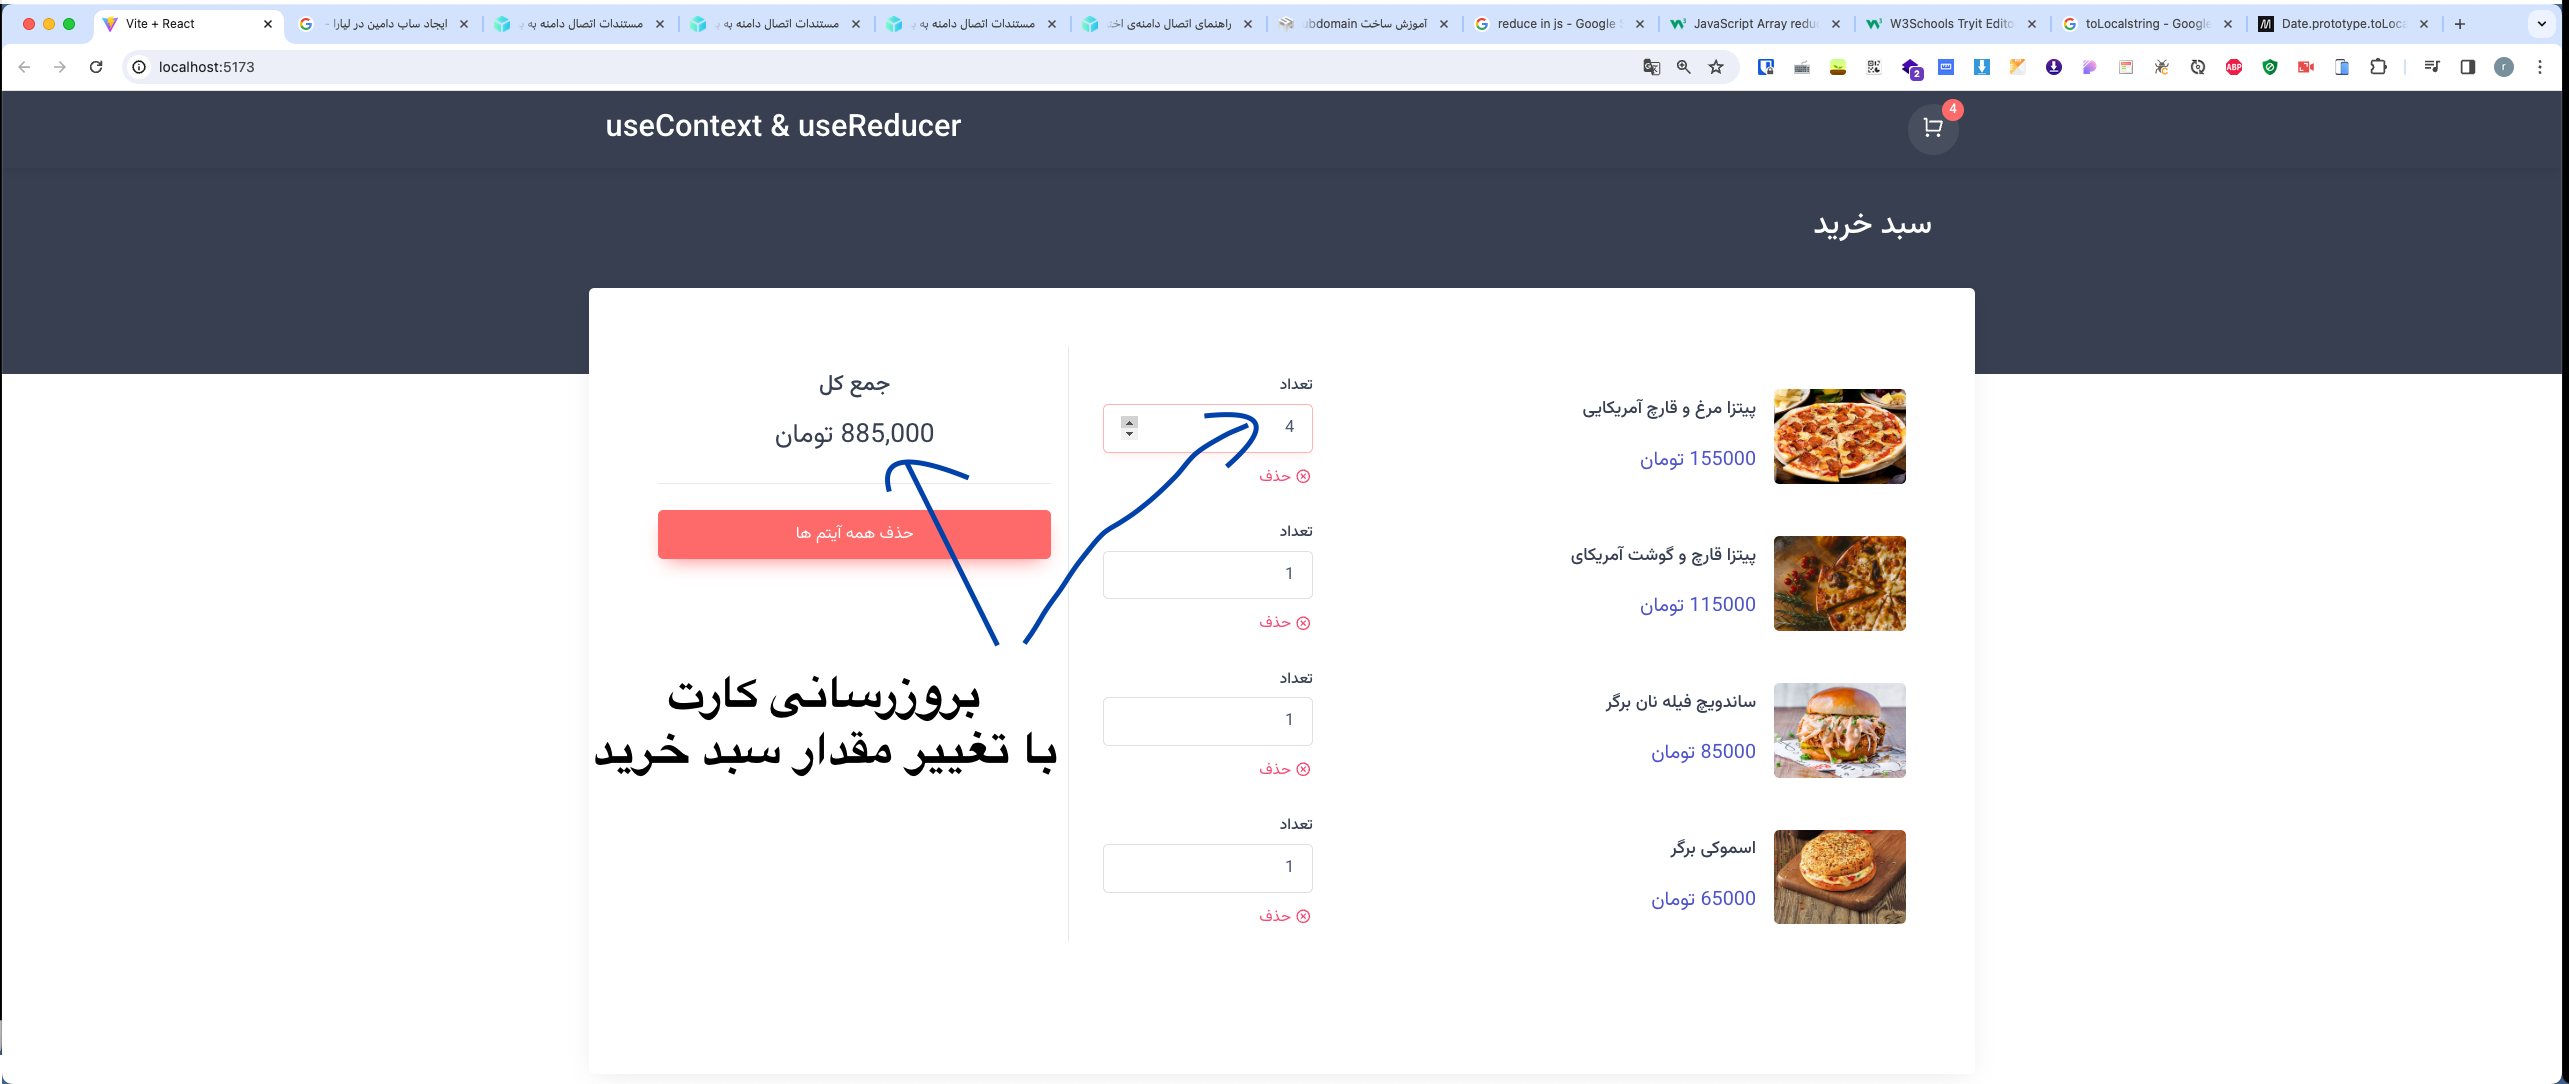 Vite + React
ایجاد ساب دامین در لیارا -
مستندات اتصال دامنه به
مستندات اتصال دامنه به
مستندات اتصال دامنه به
راهنمای اتصال دامنه‌ی
آموزش ساخت ubdomain
reduce in js - Google
JavaScript Array redu
W3Schools Tryit Edito
toLocalstring - Google
Date.prototype.toLoca
localhost:5173
2
ABP
r
useContext & useReducer
4
سبد خرید
پیتزا مرغ و قارچ آمریکایی
155000 تومان
تعداد
4
حذف
پیتزا قارچ و گوشت آمریکای
115000 تومان
تعداد
1
حذف
ساندویچ فیله نان برگر
85000 تومان
تعداد
1
حذف
اسموکی برگر
65000 تومان
تعداد
1
حذف
جمع کل
885,000 تومان
حذف همه آیتم ها
بروزرسانی کارت
با تغییر مقدار سبد خرید